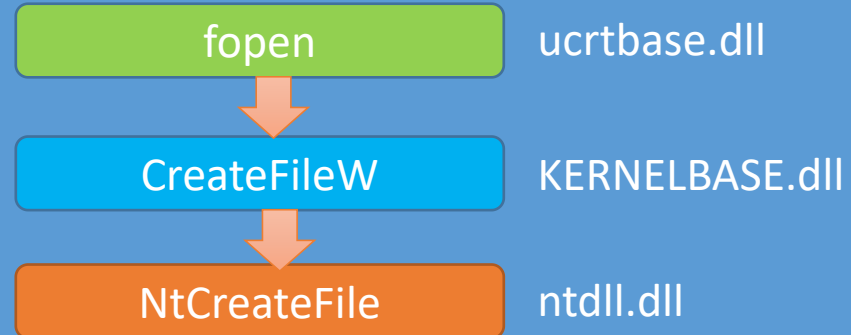 fopen ucrtbase.dll
CreateFileW KERNELBASE.dll
NtCreateFile ntdll.dll